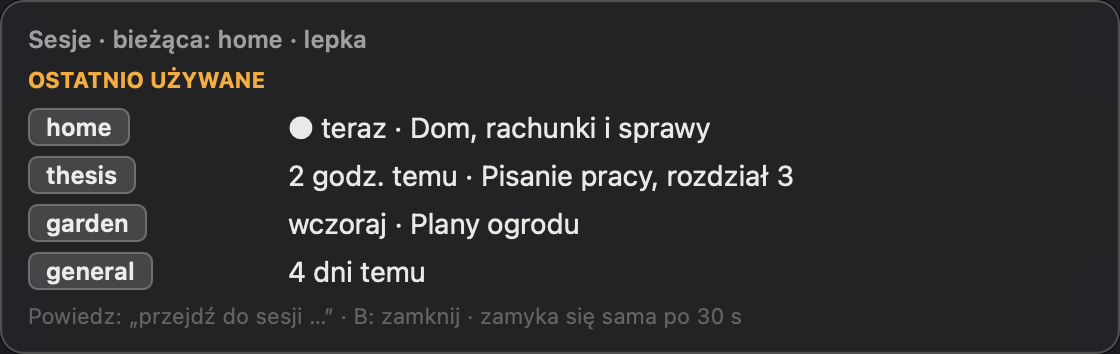 Sesje · bieżąca: home · lepka
OSTATNIO UŻYWANE
home teraz · Dom, rachunki i sprawy
thesis 2 godz. temu · Pisanie pracy, rozdział 3
garden wczoraj · Plany ogrodu
general 4 dni temu
Powiedz: „przejdź do sesji …” · B: zamknij · zamyka się sama po 30 s